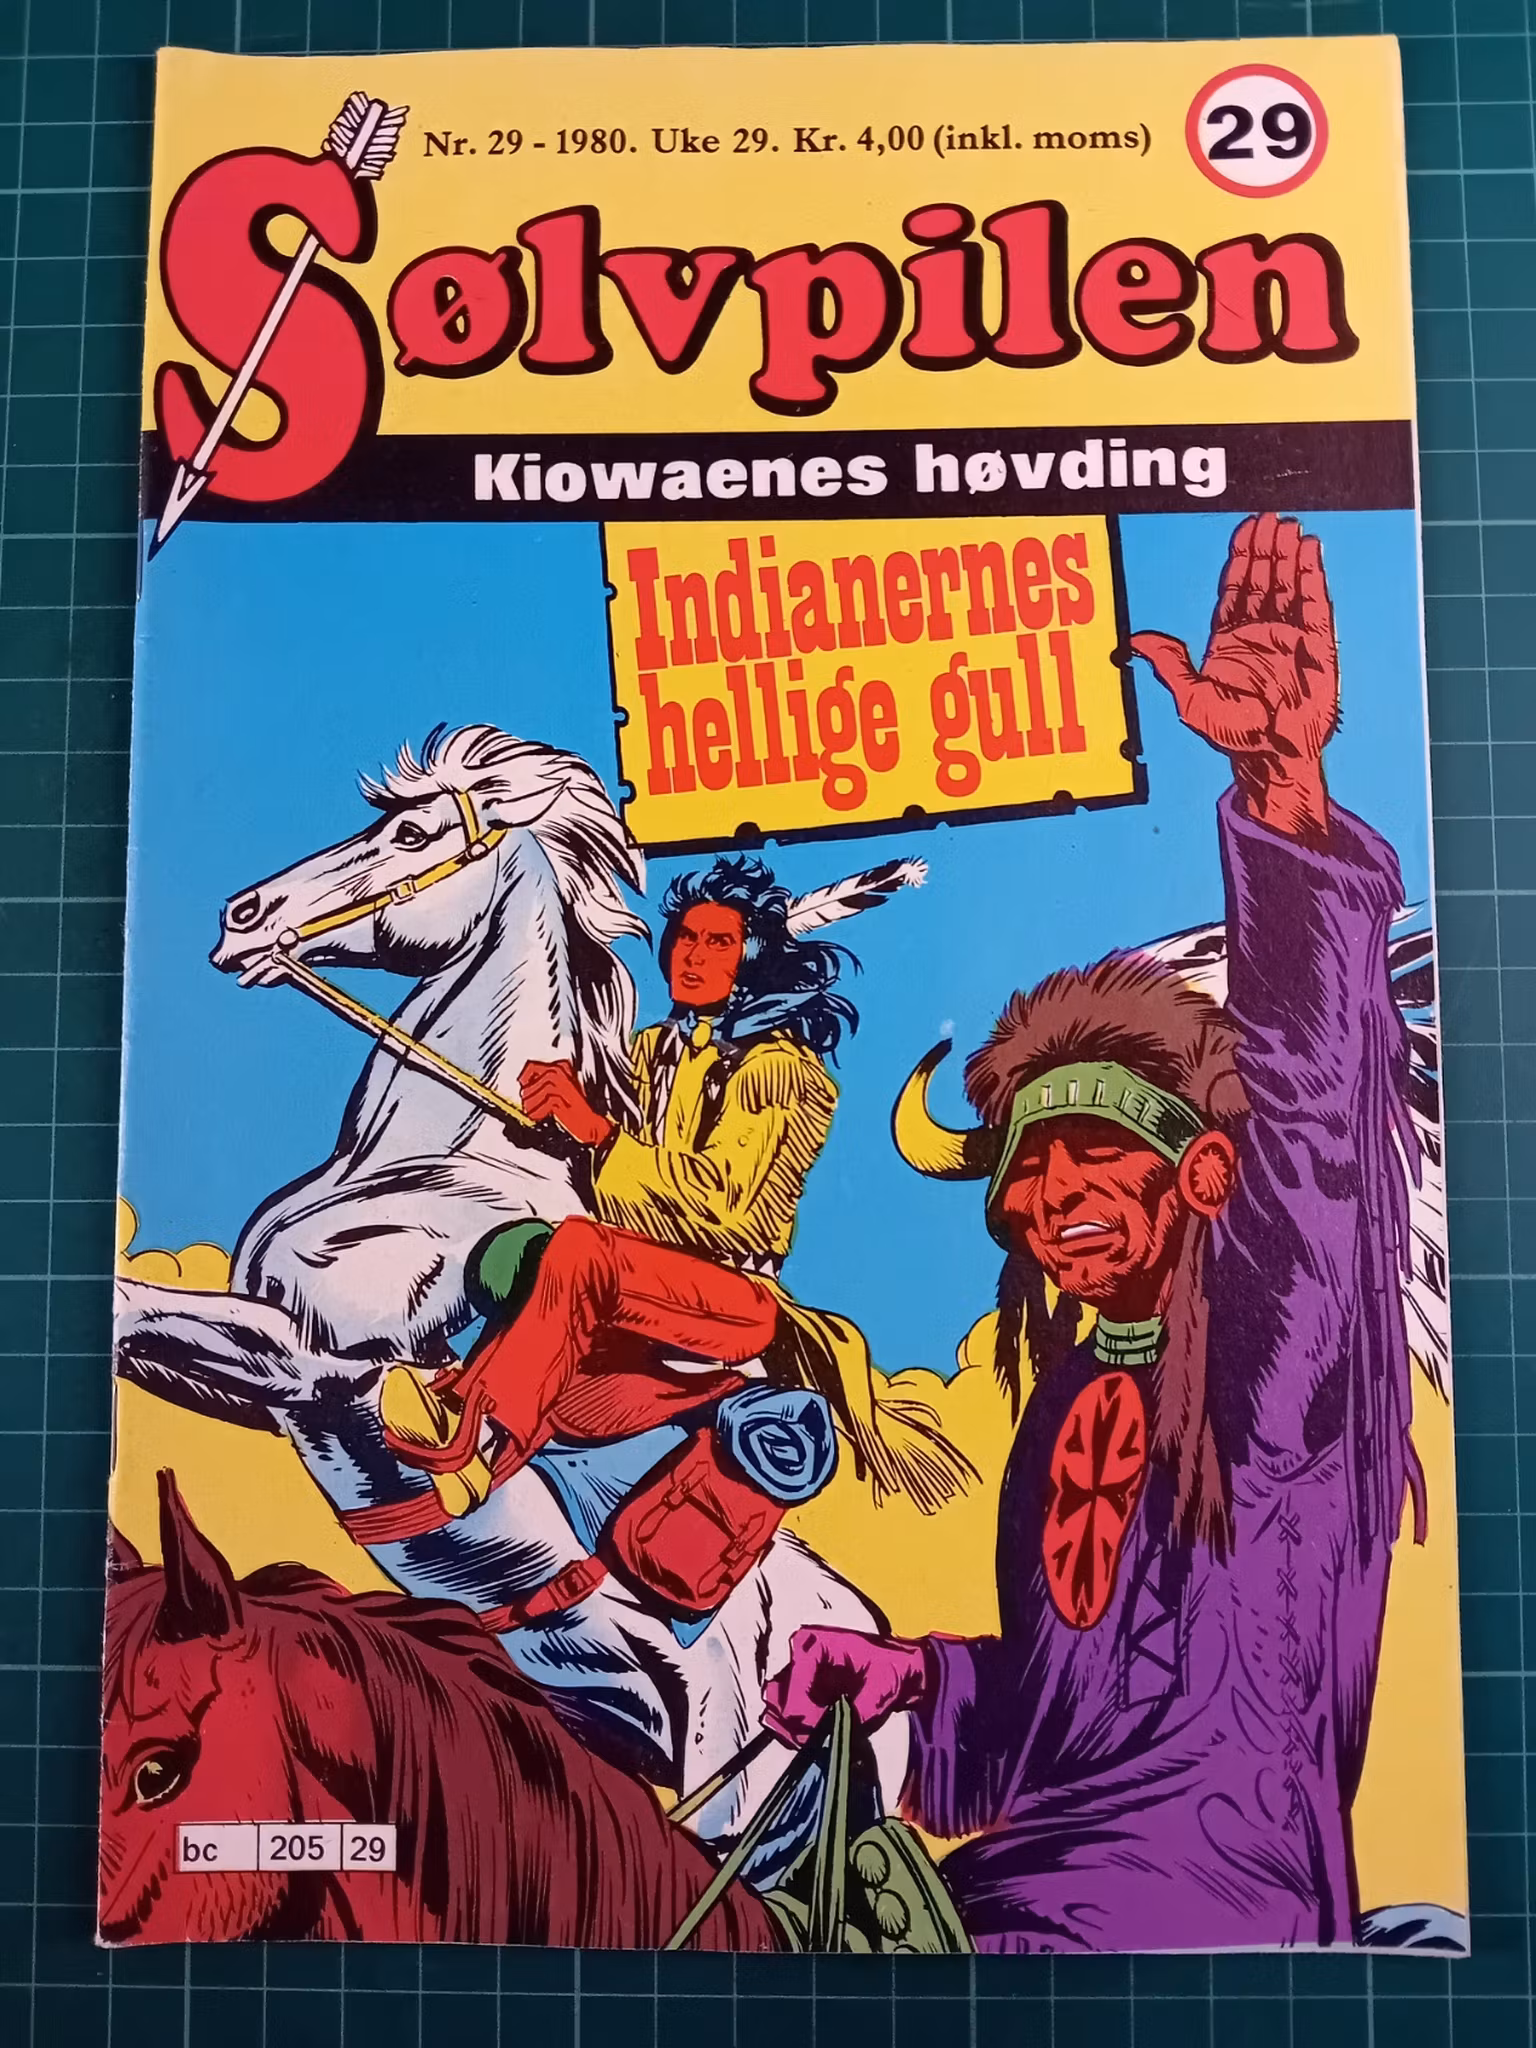 Nr. 29 - 1980. Uke 29. Kr. 4,00 (inkl. moms)
29
Sølvpilen
Kiowaenes høvding
Indianernes
hellige gull
bc 205 29